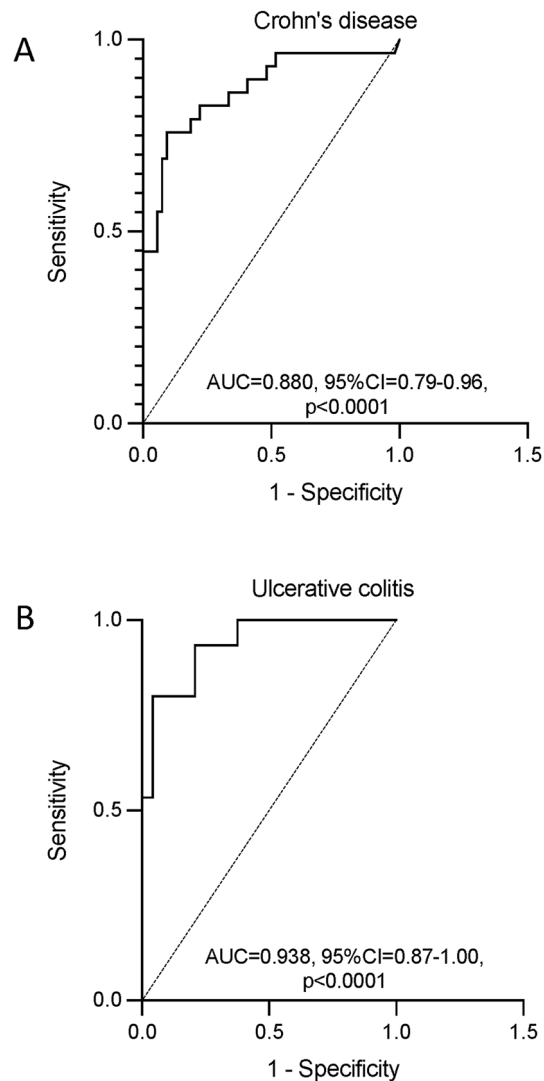 A
Crohn's disease
1.0
0.5
0.0
Sensitivity
AUC=0.880, 95%CI=0.79-0.96,
p<0.0001
0.0 0.5 1.0 1.5
1 - Specificity
B
Ulcerative colitis
1.0
0.5
0.0
Sensitivity
AUC=0.938, 95%CI=0.87-1.00,
p<0.0001
0.0 0.5 1.0 1.5
1 - Specificity